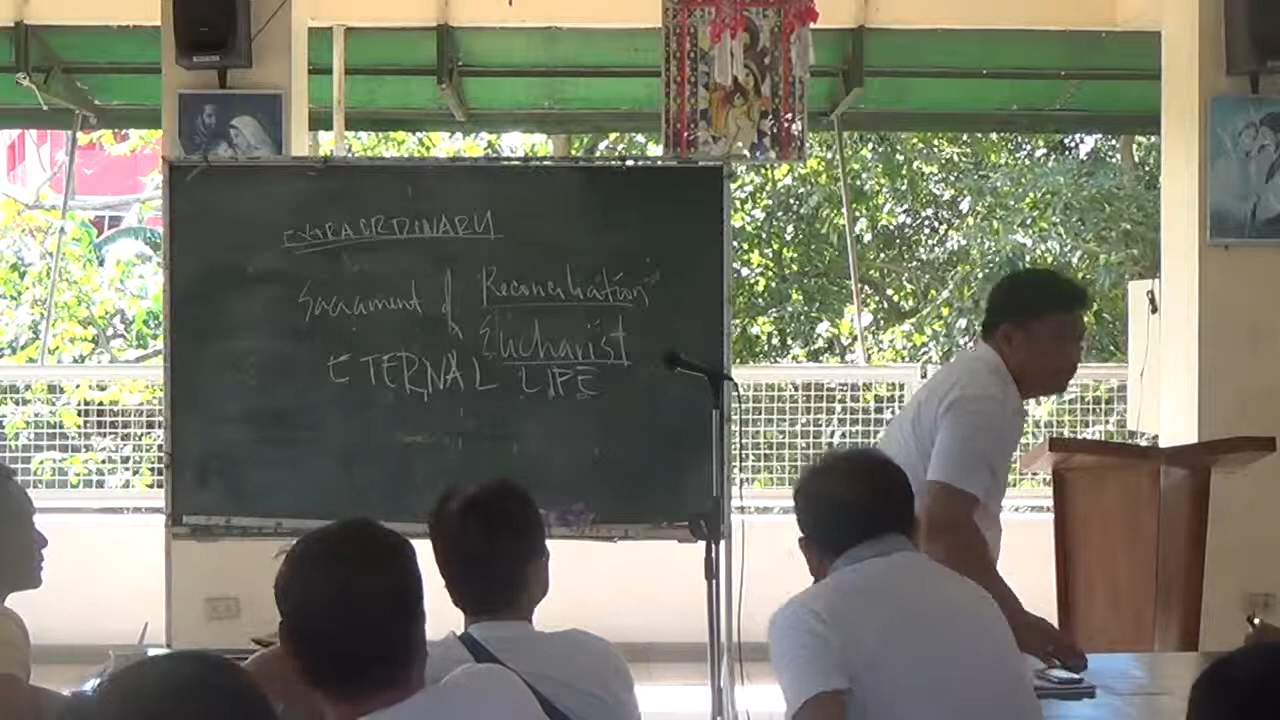 EXTRAORDINARY
Sacrament of Reconciliation
Eucharist
ETERNAL LIFE